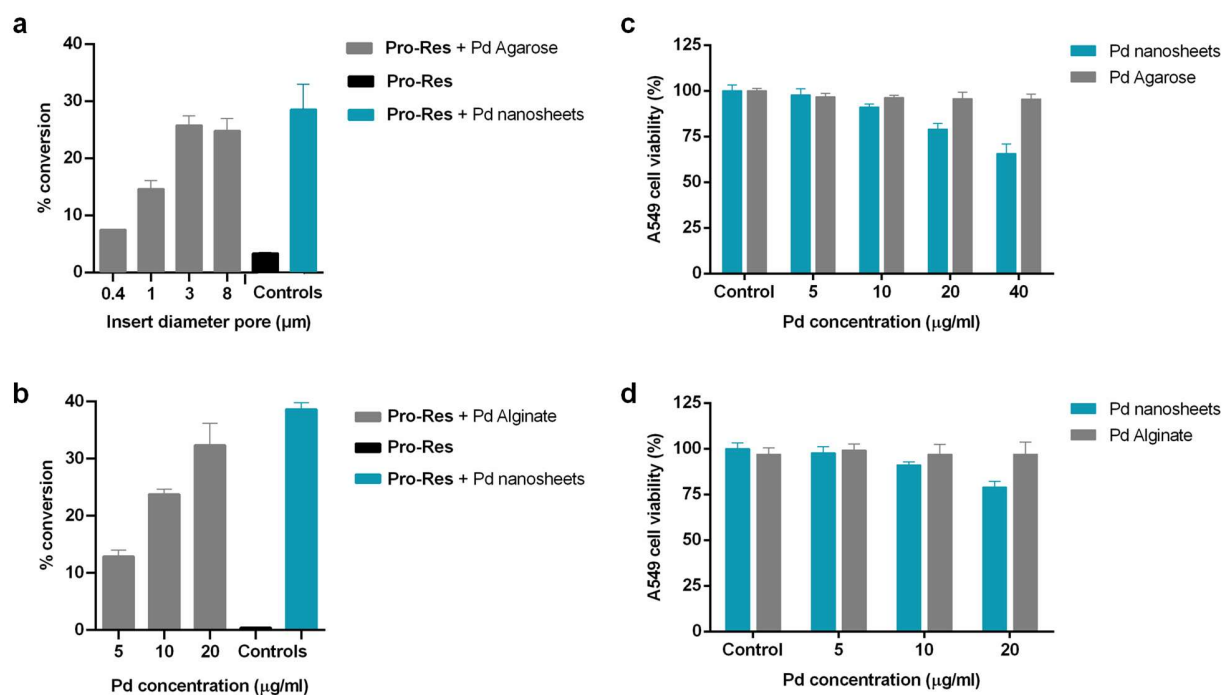 a
40
30
20
10
0
% conversion
0.4 1 3 8 Controls
Insert diameter pore (μm)
Pro-Res + Pd Agarose
Pro-Res
Pro-Res + Pd nanosheets
b
40
30
20
10
0
% conversion
5 10 20 Controls
Pd concentration (μg/ml)
Pro-Res + Pd Alginate
Pro-Res
Pro-Res + Pd nanosheets
c
125
100
75
50
25
0
A549 cell viability (%)
Control 5 10 20 40
Pd concentration (μg/ml)
Pd nanosheets
Pd Agarose
d
125
100
75
50
25
0
A549 cell viability (%)
Control 5 10 20
Pd concentration (μg/ml)
Pd nanosheets
Pd Alginate